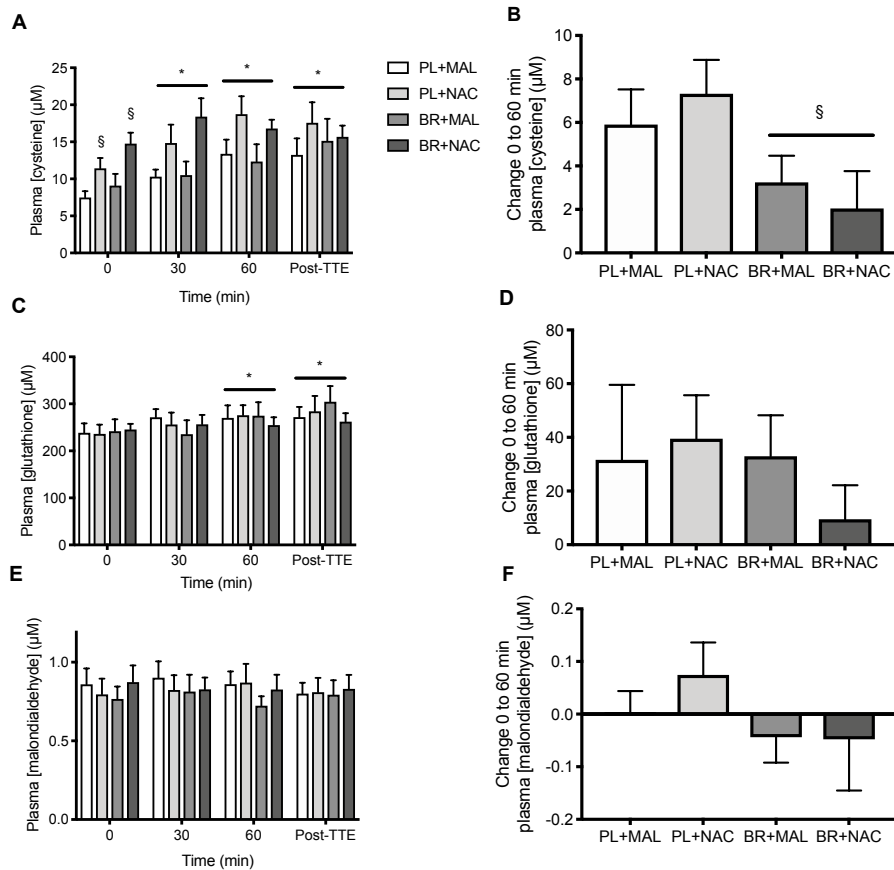 A
Plasma [cysteine] (µM)
25
20
15
10
5
0
§
§
*
*
*
0
30
60
Post-TTE
Time (min)
PL+MAL
PL+NAC
BR+MAL
BR+NAC
B
Change 0 to 60 min
plasma [cysteine] (µM)
10
8
6
4
2
0
§
PL+MAL
PL+NAC
BR+MAL
BR+NAC
C
Plasma [glutathione] (µM)
400
300
200
100
0
*
*
0
30
60
Post-TTE
Time (min)
D
Change 0 to 60 min
plasma [glutathione] (µM)
80
60
40
20
0
PL+MAL
PL+NAC
BR+MAL
BR+NAC
E
Plasma [malondialdehyde] (µM)
1.0
0.5
0.0
0
30
60
Post-TTE
Time (min)
F
Change 0 to 60 min
plasma [malondialdehyde] (µM)
0.2
0.1
0.0
-0.1
-0.2
PL+MAL
PL+NAC
BR+MAL
BR+NAC